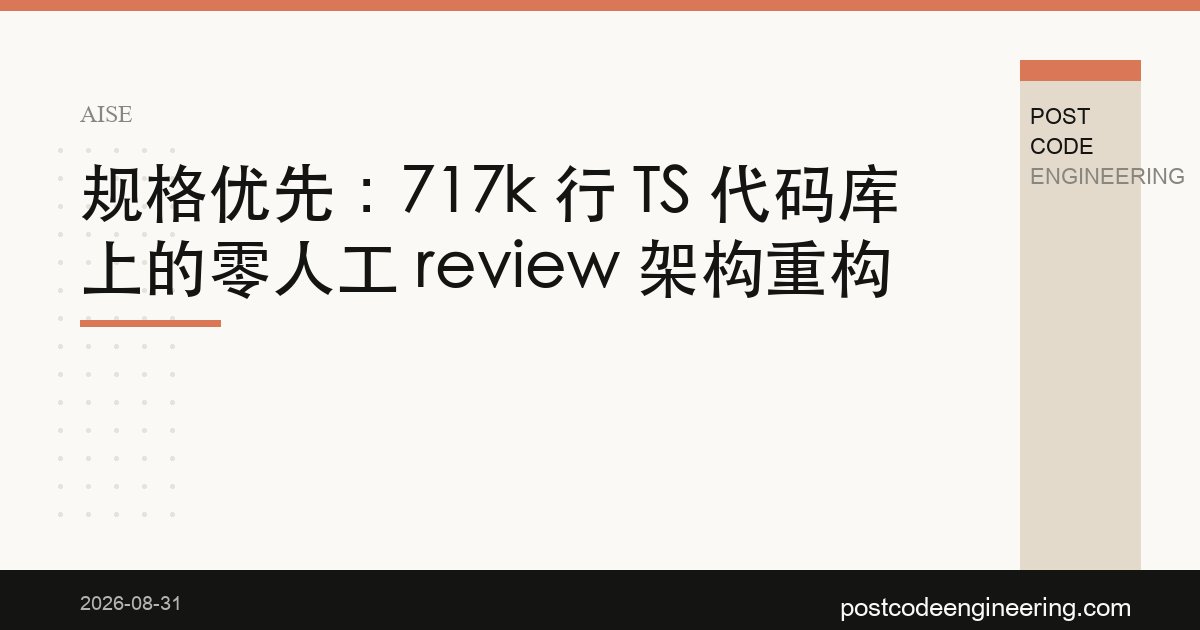 AISE
规格优先：717k 行 TS 代码库
上的零人工 review 架构重构
POST
CODE
ENGINEERING
2026-08-31
postcodeengineering.com